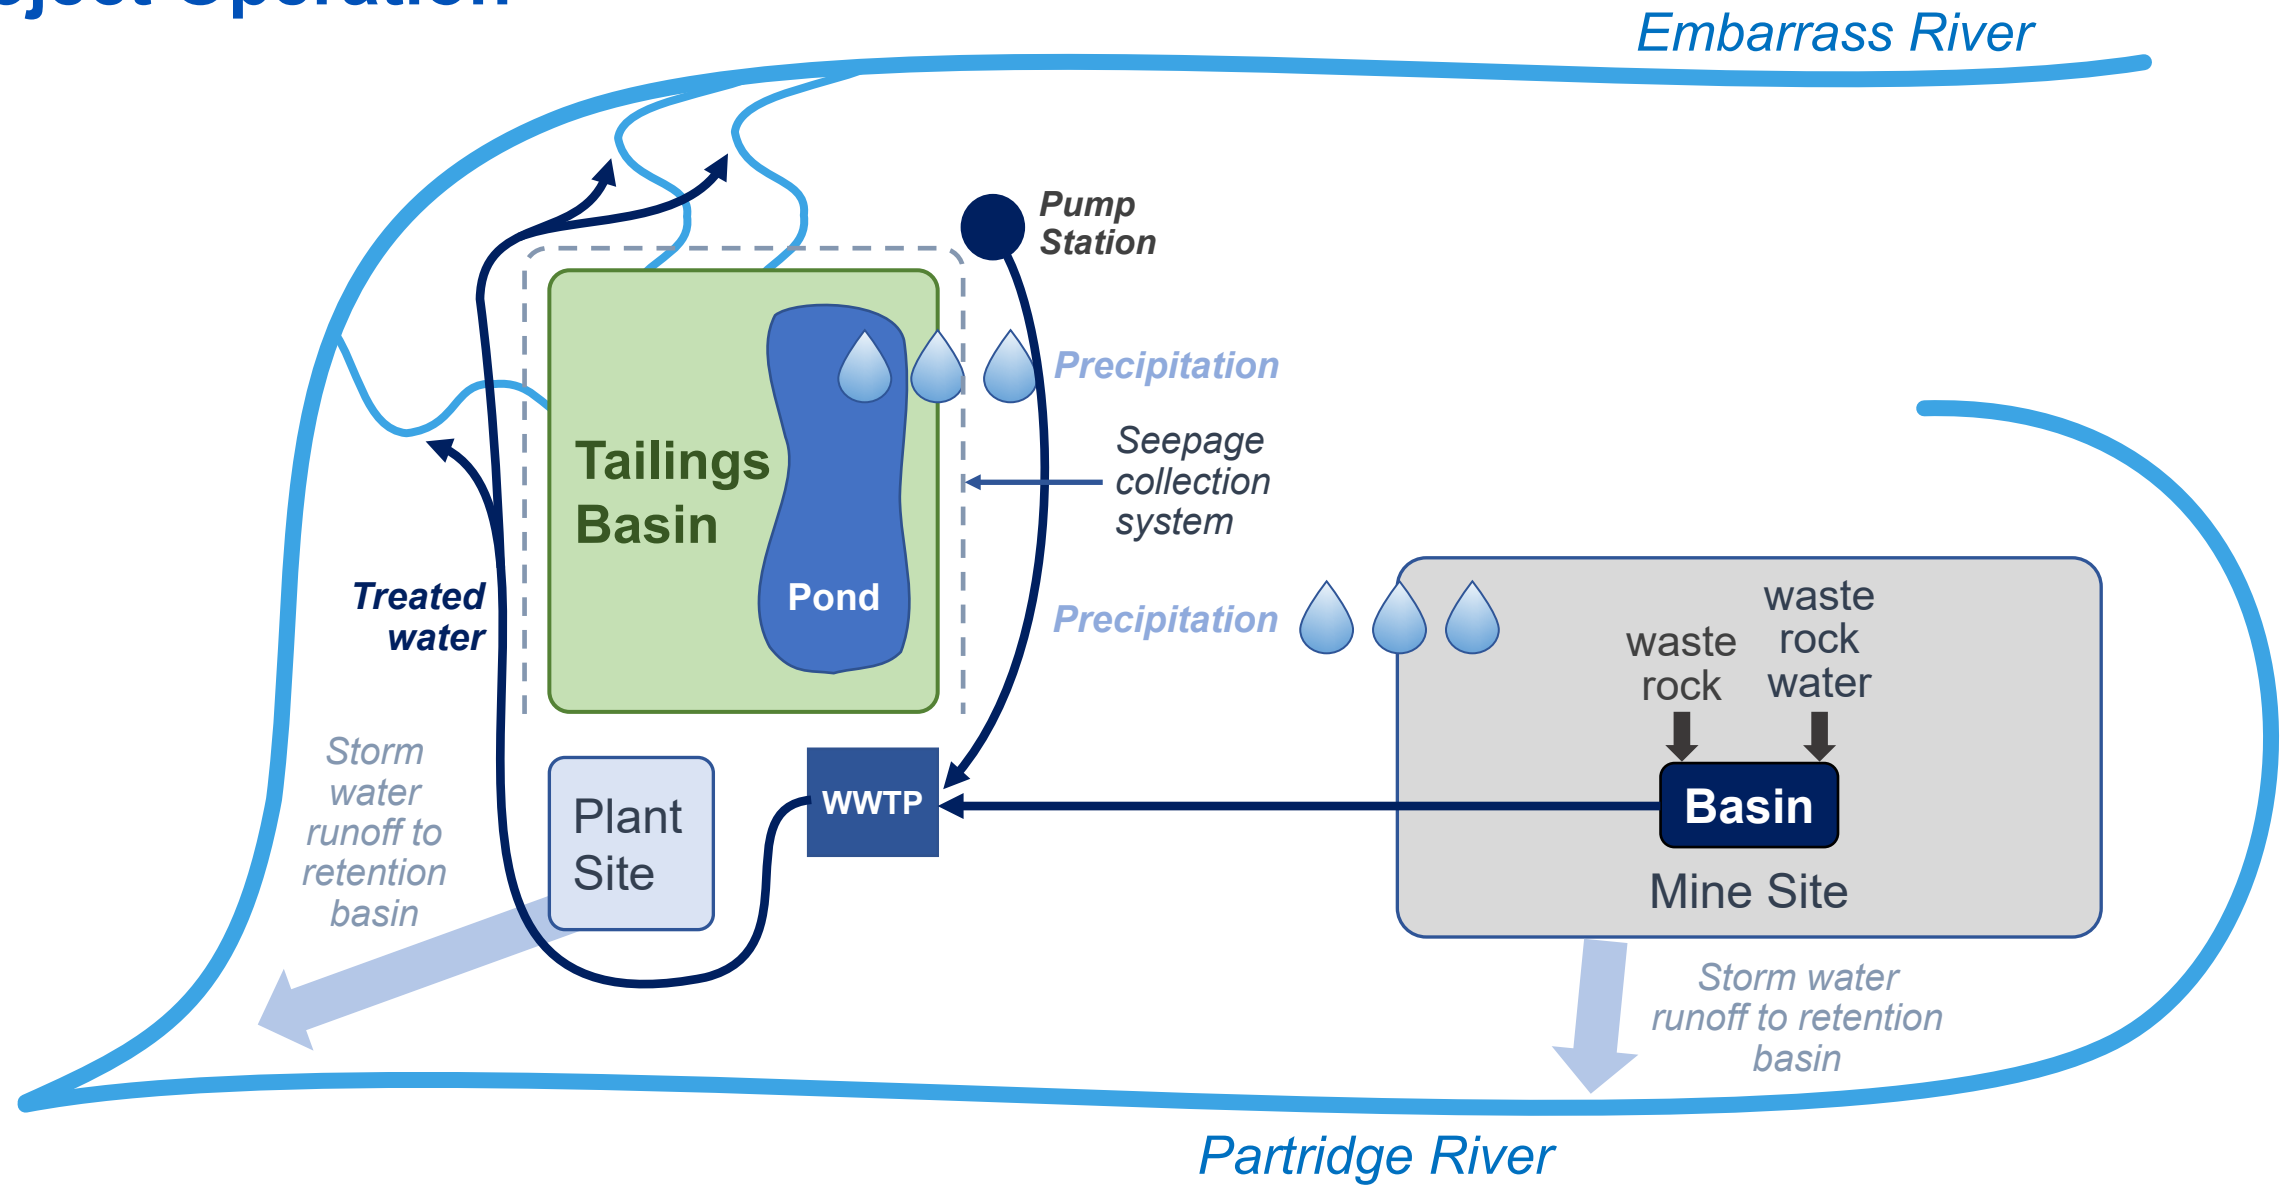 Operation
Embarrass River
Pump
Station
Precipitation
Seepage
collection
system
Tailings
Basin
Pond
Precipitation
waste
rock
waste
rock
water
Treated
water
Storm
water
runoff to
retention
basin
Plant
Site
WWTP
Basin
Mine Site
Storm water
runoff to retention
basin
Partridge River